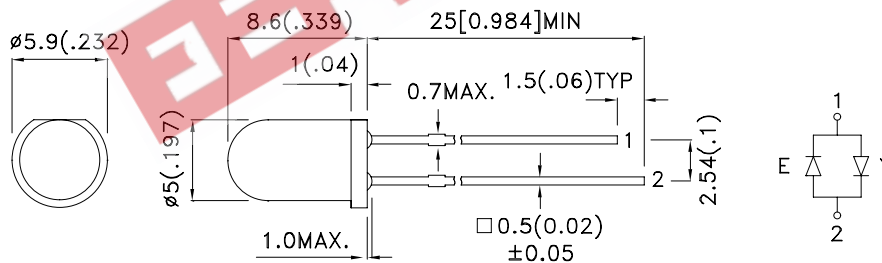 8.6(.339)
25[0.984]MIN
ø5.9(.232)
1(.04)
0.7MAX.
1.5(.06)TYP
1
2
ø5(.197)
2.54(.1)
1.0MAX.
□0.5(0.02)
±0.05
1
E
2